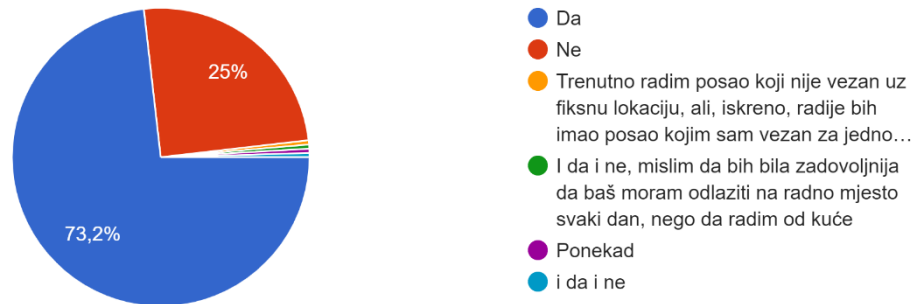 25%
73,2%
Da
Ne
Trenutno radim posao koji nije vezan uz
fiksnu lokaciju, ali, iskreno, radije bih
imao posao kojim sam vezan za jedno…
I da i ne, mislim da bih bila zadovoljnija
da baš moram odlaziti na radno mjesto
svaki dan, nego da radim od kuće
Ponekad
i da i ne